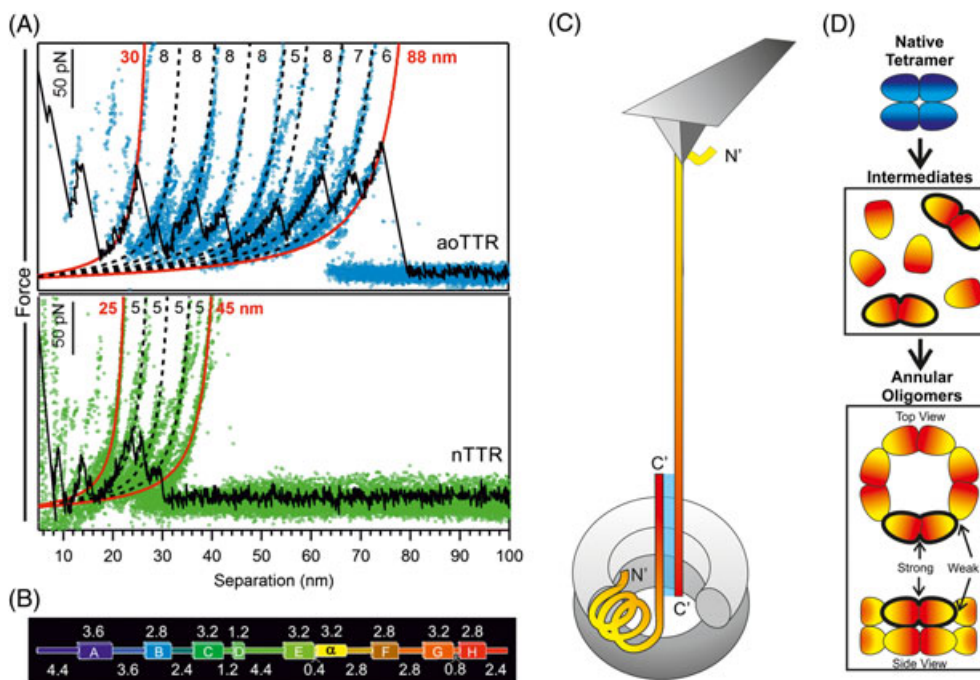 (A)
50 pN
30 8 8 8 8 5 8 7 6 88 nm
aoTTR
Force
50 pN
25 5 5 5 5 45 nm
nTTR
10 20 30 40 50 60 70 80 90 100
Separation (nm)
(B)
3.6 2.8 3.2 1.2 3.2 3.2 2.8 3.2 2.8
A B C D E α F G H
4.4 3.6 2.4 1.2 4.4 0.4 2.8 2.8 0.8 2.4
(C)
N'
C'
N'
C'
(D)
Native
Tetramer
Intermediates
Annular
Oligomers
Top View
Strong Weak
Side View